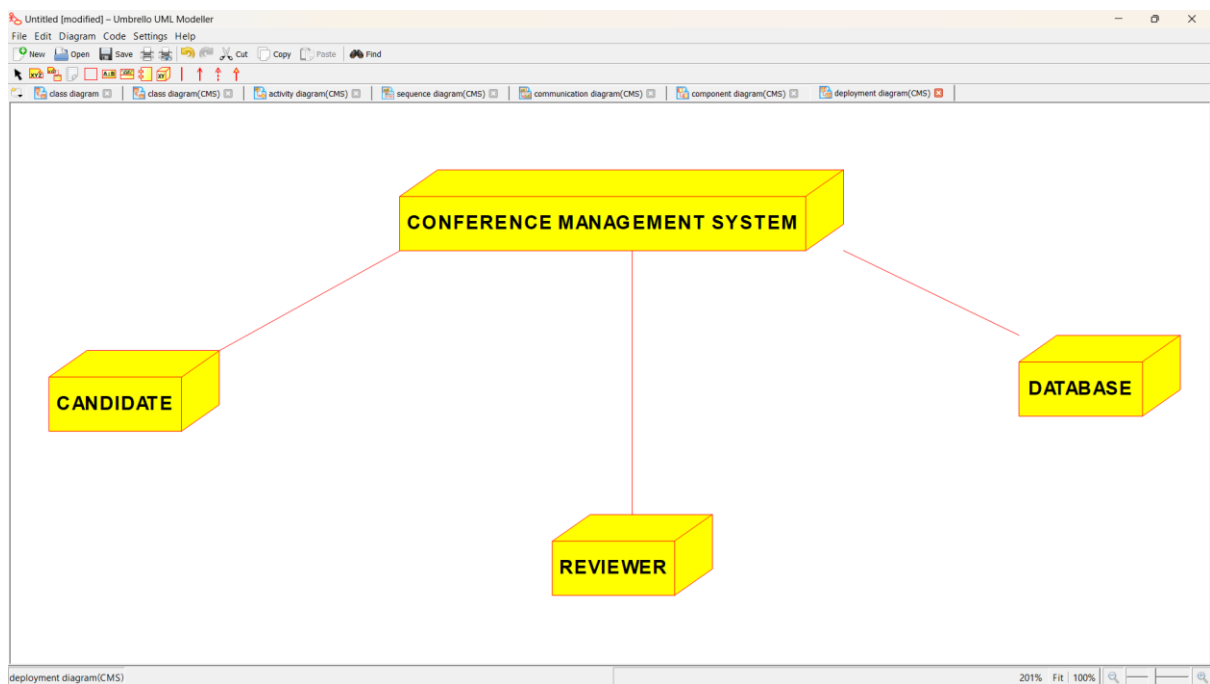 Untitled [modified] – Umbrello UML Modeller
File Edit Diagram Code Settings Help
New Open Save Cut Copy Paste Find
class diagram class diagram(CMS) activity diagram(CMS) sequence diagram(CMS) communication diagram(CMS) component diagram(CMS) deployment diagram(CMS)
CONFERENCE MANAGEMENT SYSTEM
CANDIDATE
DATABASE
REVIEWER
deployment diagram(CMS) 201% Fit 100%